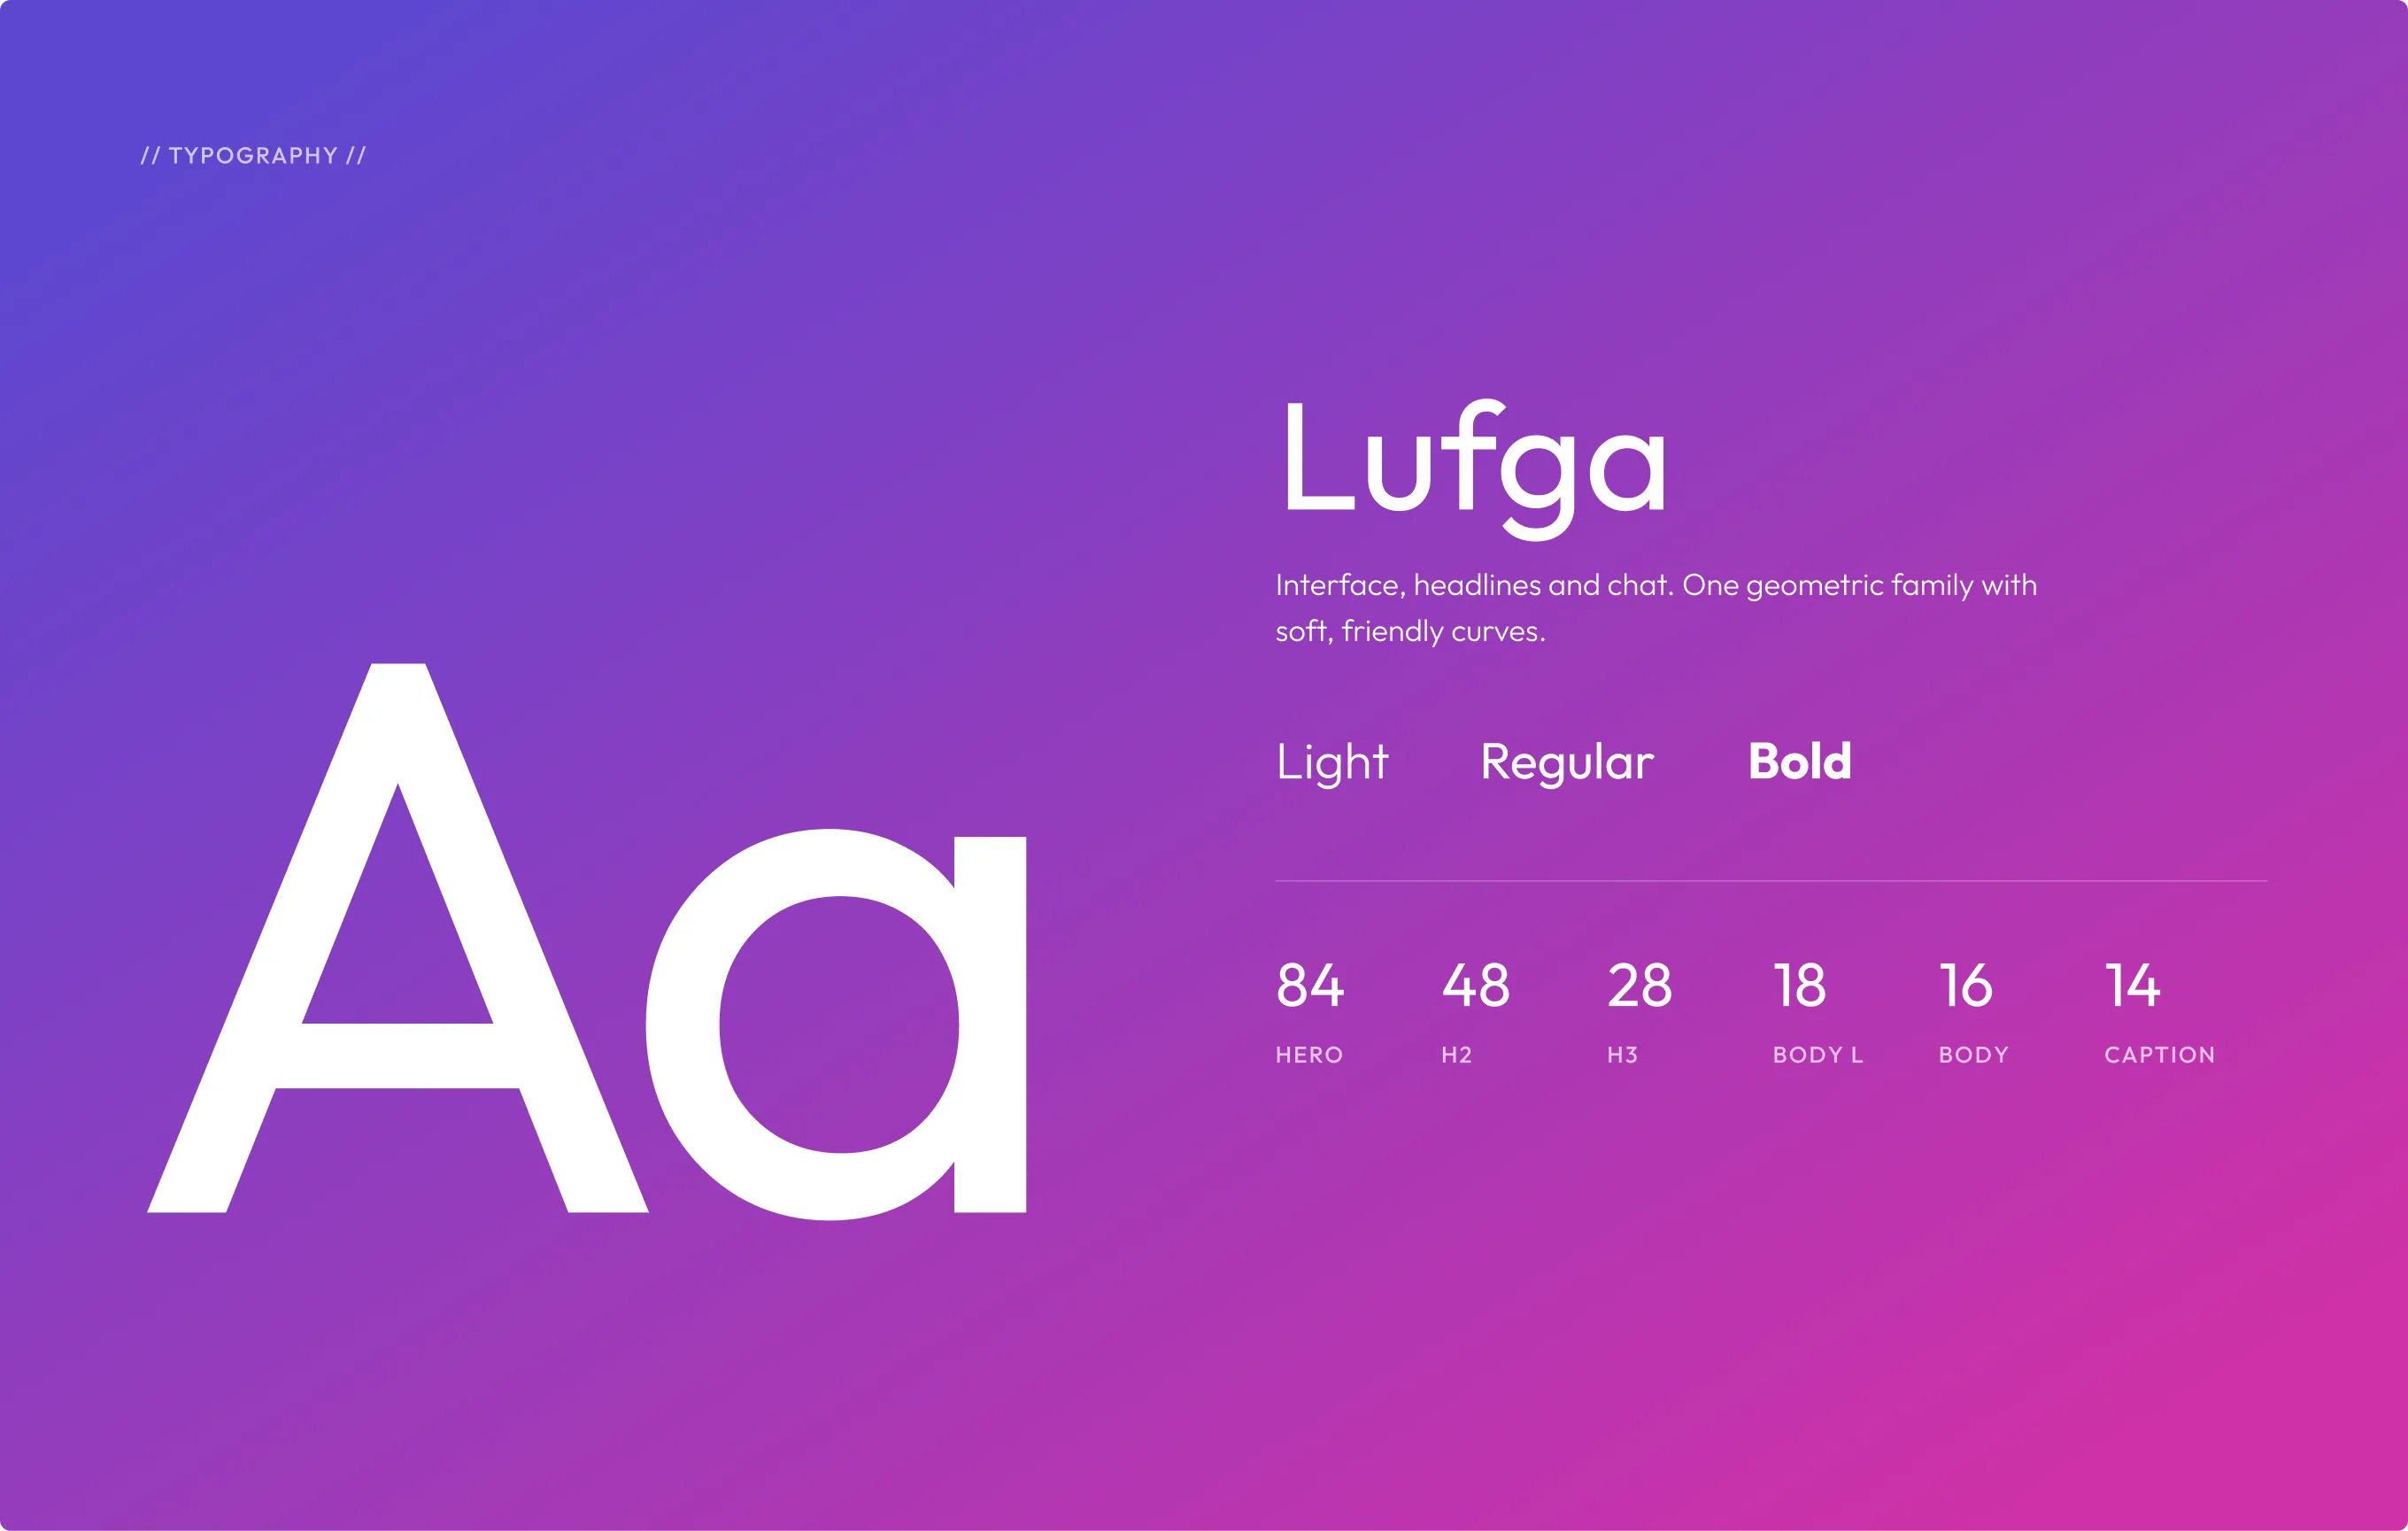 // TYPOGRAPHY //
Aa
Lufga
Interface, headlines and chat. One geometric family with
soft, friendly curves.
Light Regular Bold
84 48 28 18 16 14
HERO H2 H3 BODY L BODY CAPTION